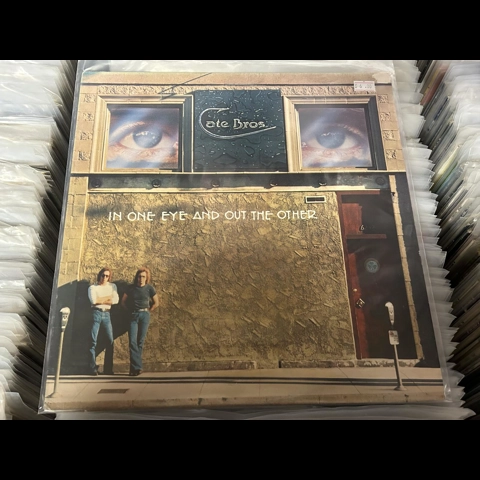 Cate Bros.
IN ONE EYE AND OUT THE OTHER